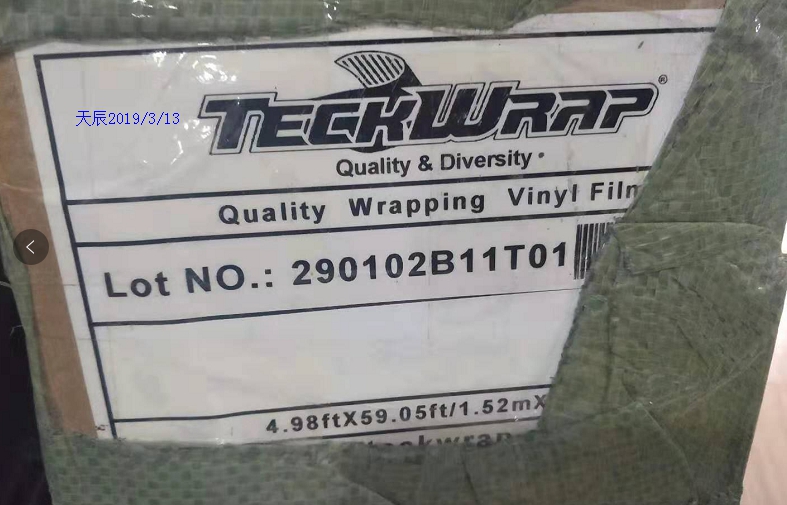 天辰2019/3/13
TECKWRAP®
Quality & Diversity
Quality Wrapping Vinyl Film
Lot NO.: 290102B11T01
4.98ftX59.05ft/1.52mX